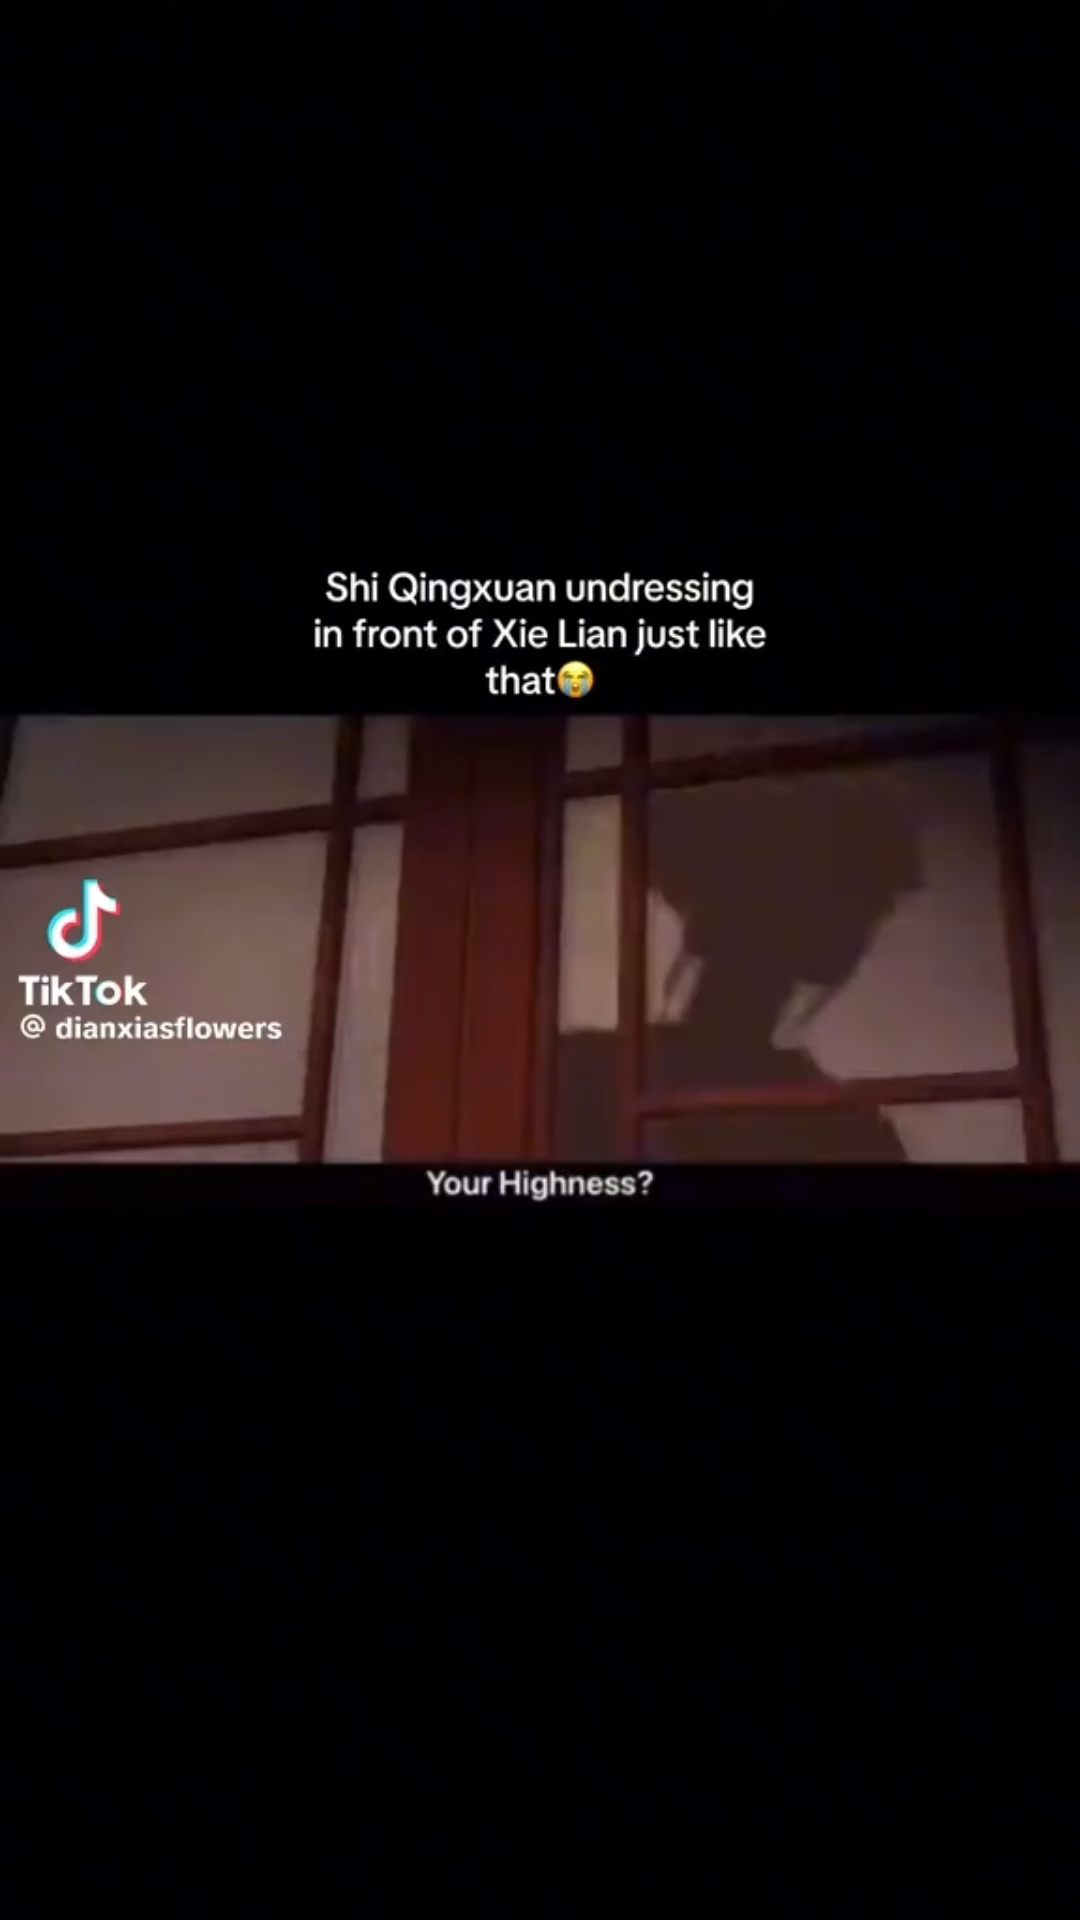 Shi Qingxuan undressing
in front of Xie Lian just like
that😭
TikTok
@ dianxiasflowers
Your Highness?